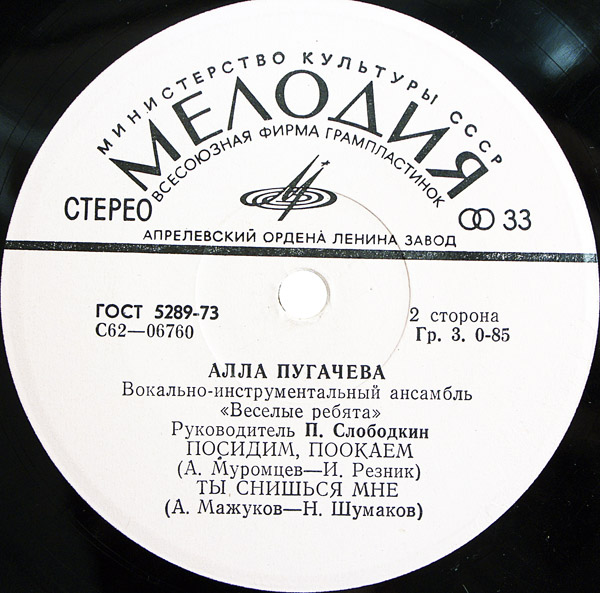 МИНИСТЕРСТВО КУЛЬТУРЫ СССР
МЕЛОДИЯ
ВСЕСОЮЗНАЯ ФИРМА ГРАМПЛАСТИНОК
СТЕРЕО
33
АПРЕЛЕВСКИЙ ОРДЕНА ЛЕНИНА ЗАВОД
ГОСТ 5289-73
2 сторона
С62—06760
Гр. 3. 0-85
АЛЛА ПУГАЧЕВА
Вокально-инструментальный ансамбль
«Веселые ребята»
Руководитель П. Слободкин
ПОСИДИМ, ПООКАЕМ
(А. Муромцев—И. Резник)
ТЫ СНИШЬСЯ МНЕ
(А. Мажуков—Н. Шумаков)